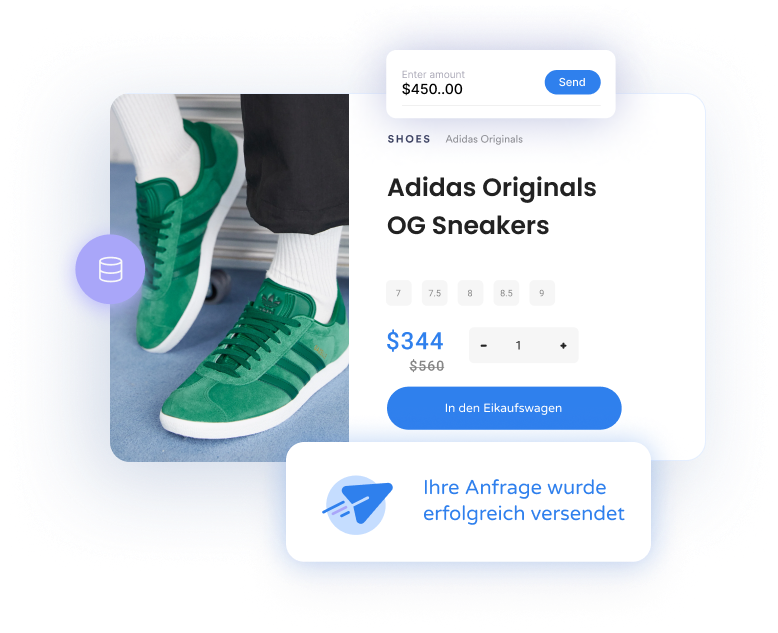 Enter amount
$450..00
Send
SHOES Adidas Originals
Adidas Originals
OG Sneakers
7 7.5 8 8.5 9
$344
- 1 +
$560
In den Eikaufswagen
Ihre Anfrage wurde
erfolgreich versendet